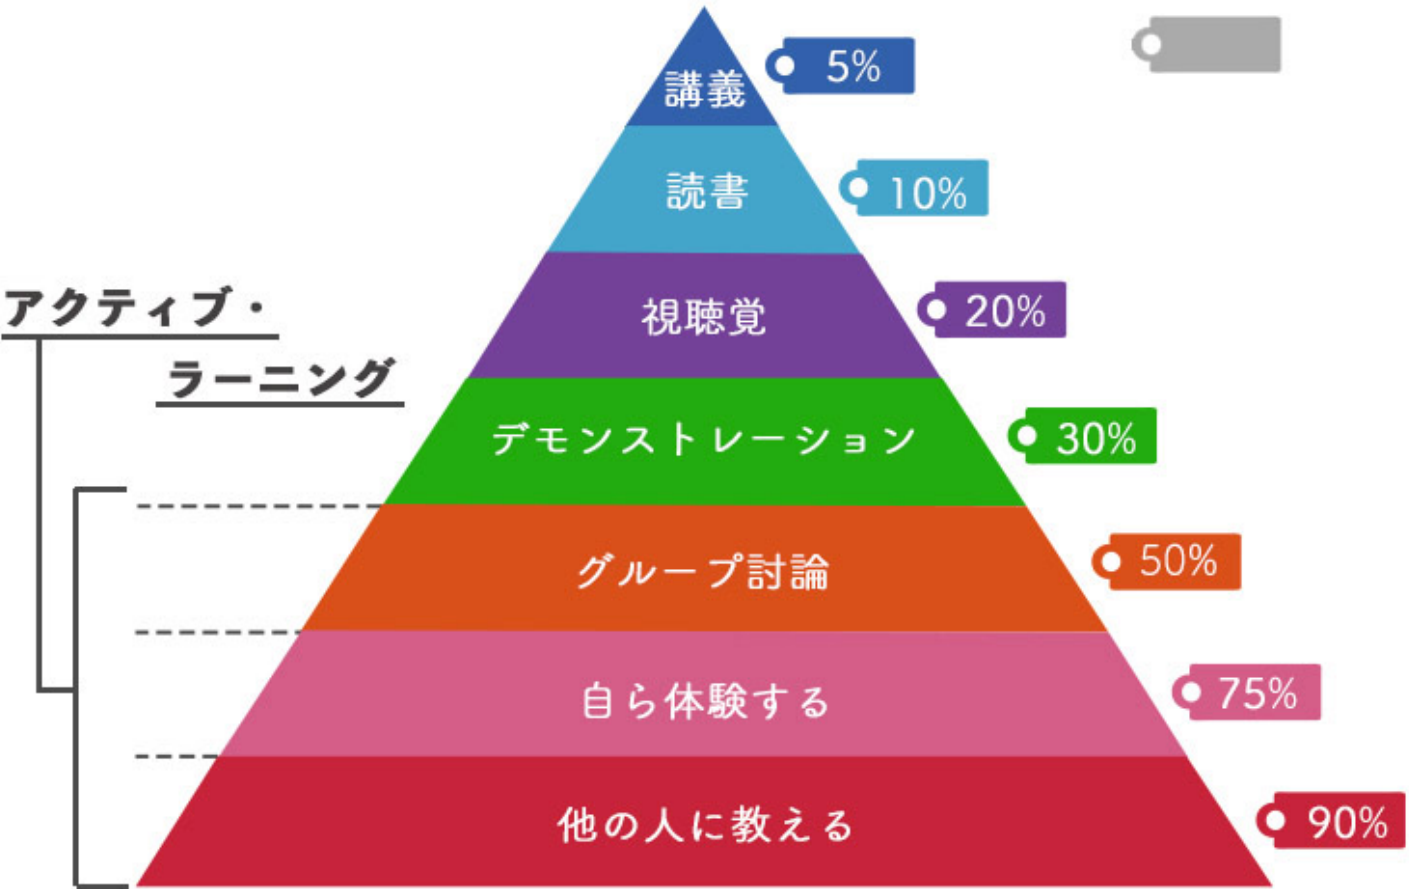 講義
5%
読書
10%
視聴覚
20%
アクティブ・
ラーニング
デモンストレーション
30%
グループ討論
50%
自ら体験する
75%
他の人に教える
90%